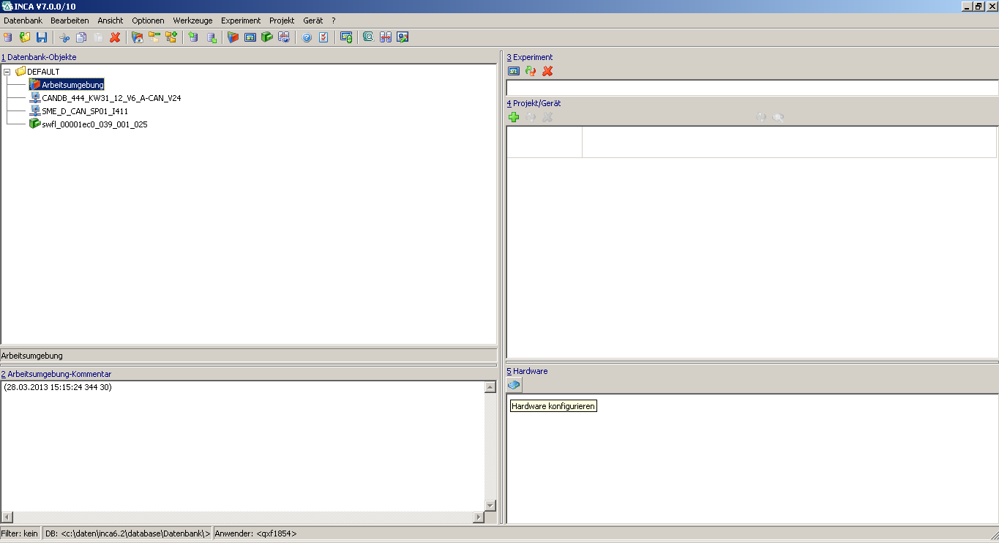 INCA V7.0.0/10
Datenbank Bearbeiten Ansicht Optionen Werkzeuge Experiment Projekt Gerät ?
1 Datenbank-Objekte
DEFAULT
Arbeitsumgebung
CANDB_444_KW31_12_V6_A-CAN_V24
SME_D_CAN_SP01_I411
swfl_00001ec0_039_001_025
Arbeitsumgebung
2 Arbeitsumgebung-Kommentar
(28.03.2013 15:15:24 344 30)
3 Experiment
4 Projekt/Gerät
5 Hardware
Hardware konfigurieren
Filter: kein DB: <c:\daten\inca6.2\database\Datenbank\> Anwender: <qxf1854>